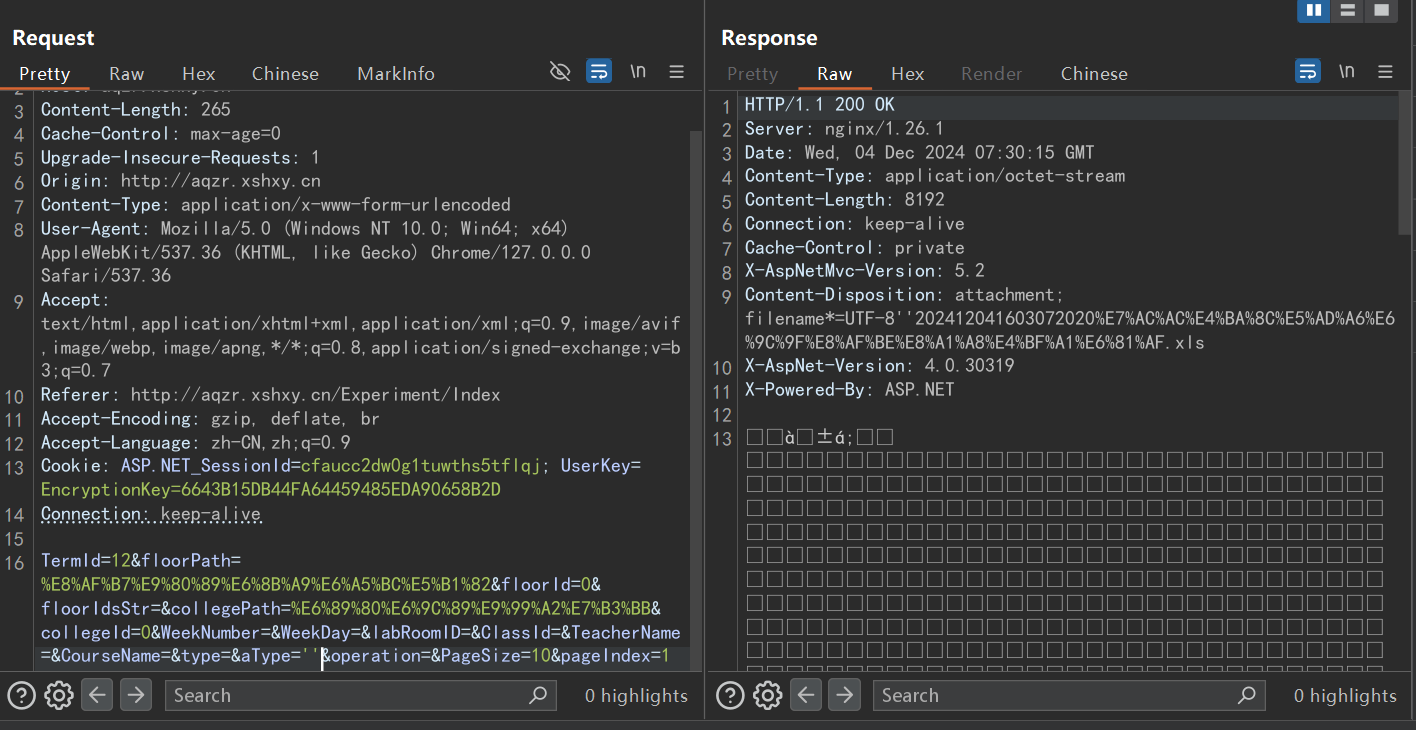 Request
Pretty Raw Hex Chinese MarkInfo \n
3 Content-Length: 265
4 Cache-Control: max-age=0
5 Upgrade-Insecure-Requests: 1
6 Origin: http://aqzr.xshxy.cn
7 Content-Type: application/x-www-form-urlencoded
8 User-Agent: Mozilla/5.0 (Windows NT 10.0; Win64; x64)
AppleWebKit/537.36 (KHTML, like Gecko) Chrome/127.0.0.0
Safari/537.36
9 Accept:
text/html,application/xhtml+xml,application/xml;q=0.9,image/avif
,image/webp,image/apng,*/*;q=0.8,application/signed-exchange;v=b
3;q=0.7
10 Referer: http://aqzr.xshxy.cn/Experiment/Index
11 Accept-Encoding: gzip, deflate, br
12 Accept-Language: zh-CN,zh;q=0.9
13 Cookie: ASP.NET_SessionId=cfaucc2dw0g1tuwths5tflqj; UserKey=
EncryptionKey=6643B15DB44FA64459485EDA90658B2D
14 Connection: keep-alive
15
16 TermId=12&floorPath=
%E8%AF%B7%E9%80%89%E6%8B%A9%E6%A5%BC%E5%B1%82&floorId=0&
floorIdsStr=&collegePath=%E6%89%80%E6%9C%89%E9%99%A2%E7%B3%BB&
collegeId=0&WeekNumber=&WeekDay=&labRoomID=&ClassId=&TeacherName
=&CourseName=&type=&aType=''&operation=&PageSize=10&pageIndex=1
Search 0 highlights
Response
Pretty Raw Hex Render Chinese \n
1 HTTP/1.1 200 OK
2 Server: nginx/1.26.1
3 Date: Wed, 04 Dec 2024 07:30:15 GMT
4 Content-Type: application/octet-stream
5 Content-Length: 8192
6 Connection: keep-alive
7 Cache-Control: private
8 X-AspNetMvc-Version: 5.2
9 Content-Disposition: attachment;
filename*=UTF-8''202412041603072020%E7%AC%AC%E4%BA%8C%E5%AD%A6%E6
%9C%9F%E8%AF%BE%E8%A1%A8%E4%BF%A1%E6%81%AF.xls
10 X-AspNet-Version: 4.0.30319
11 X-Powered-By: ASP.NET
12
13 □□à□±á;□□
Search 0 highlights